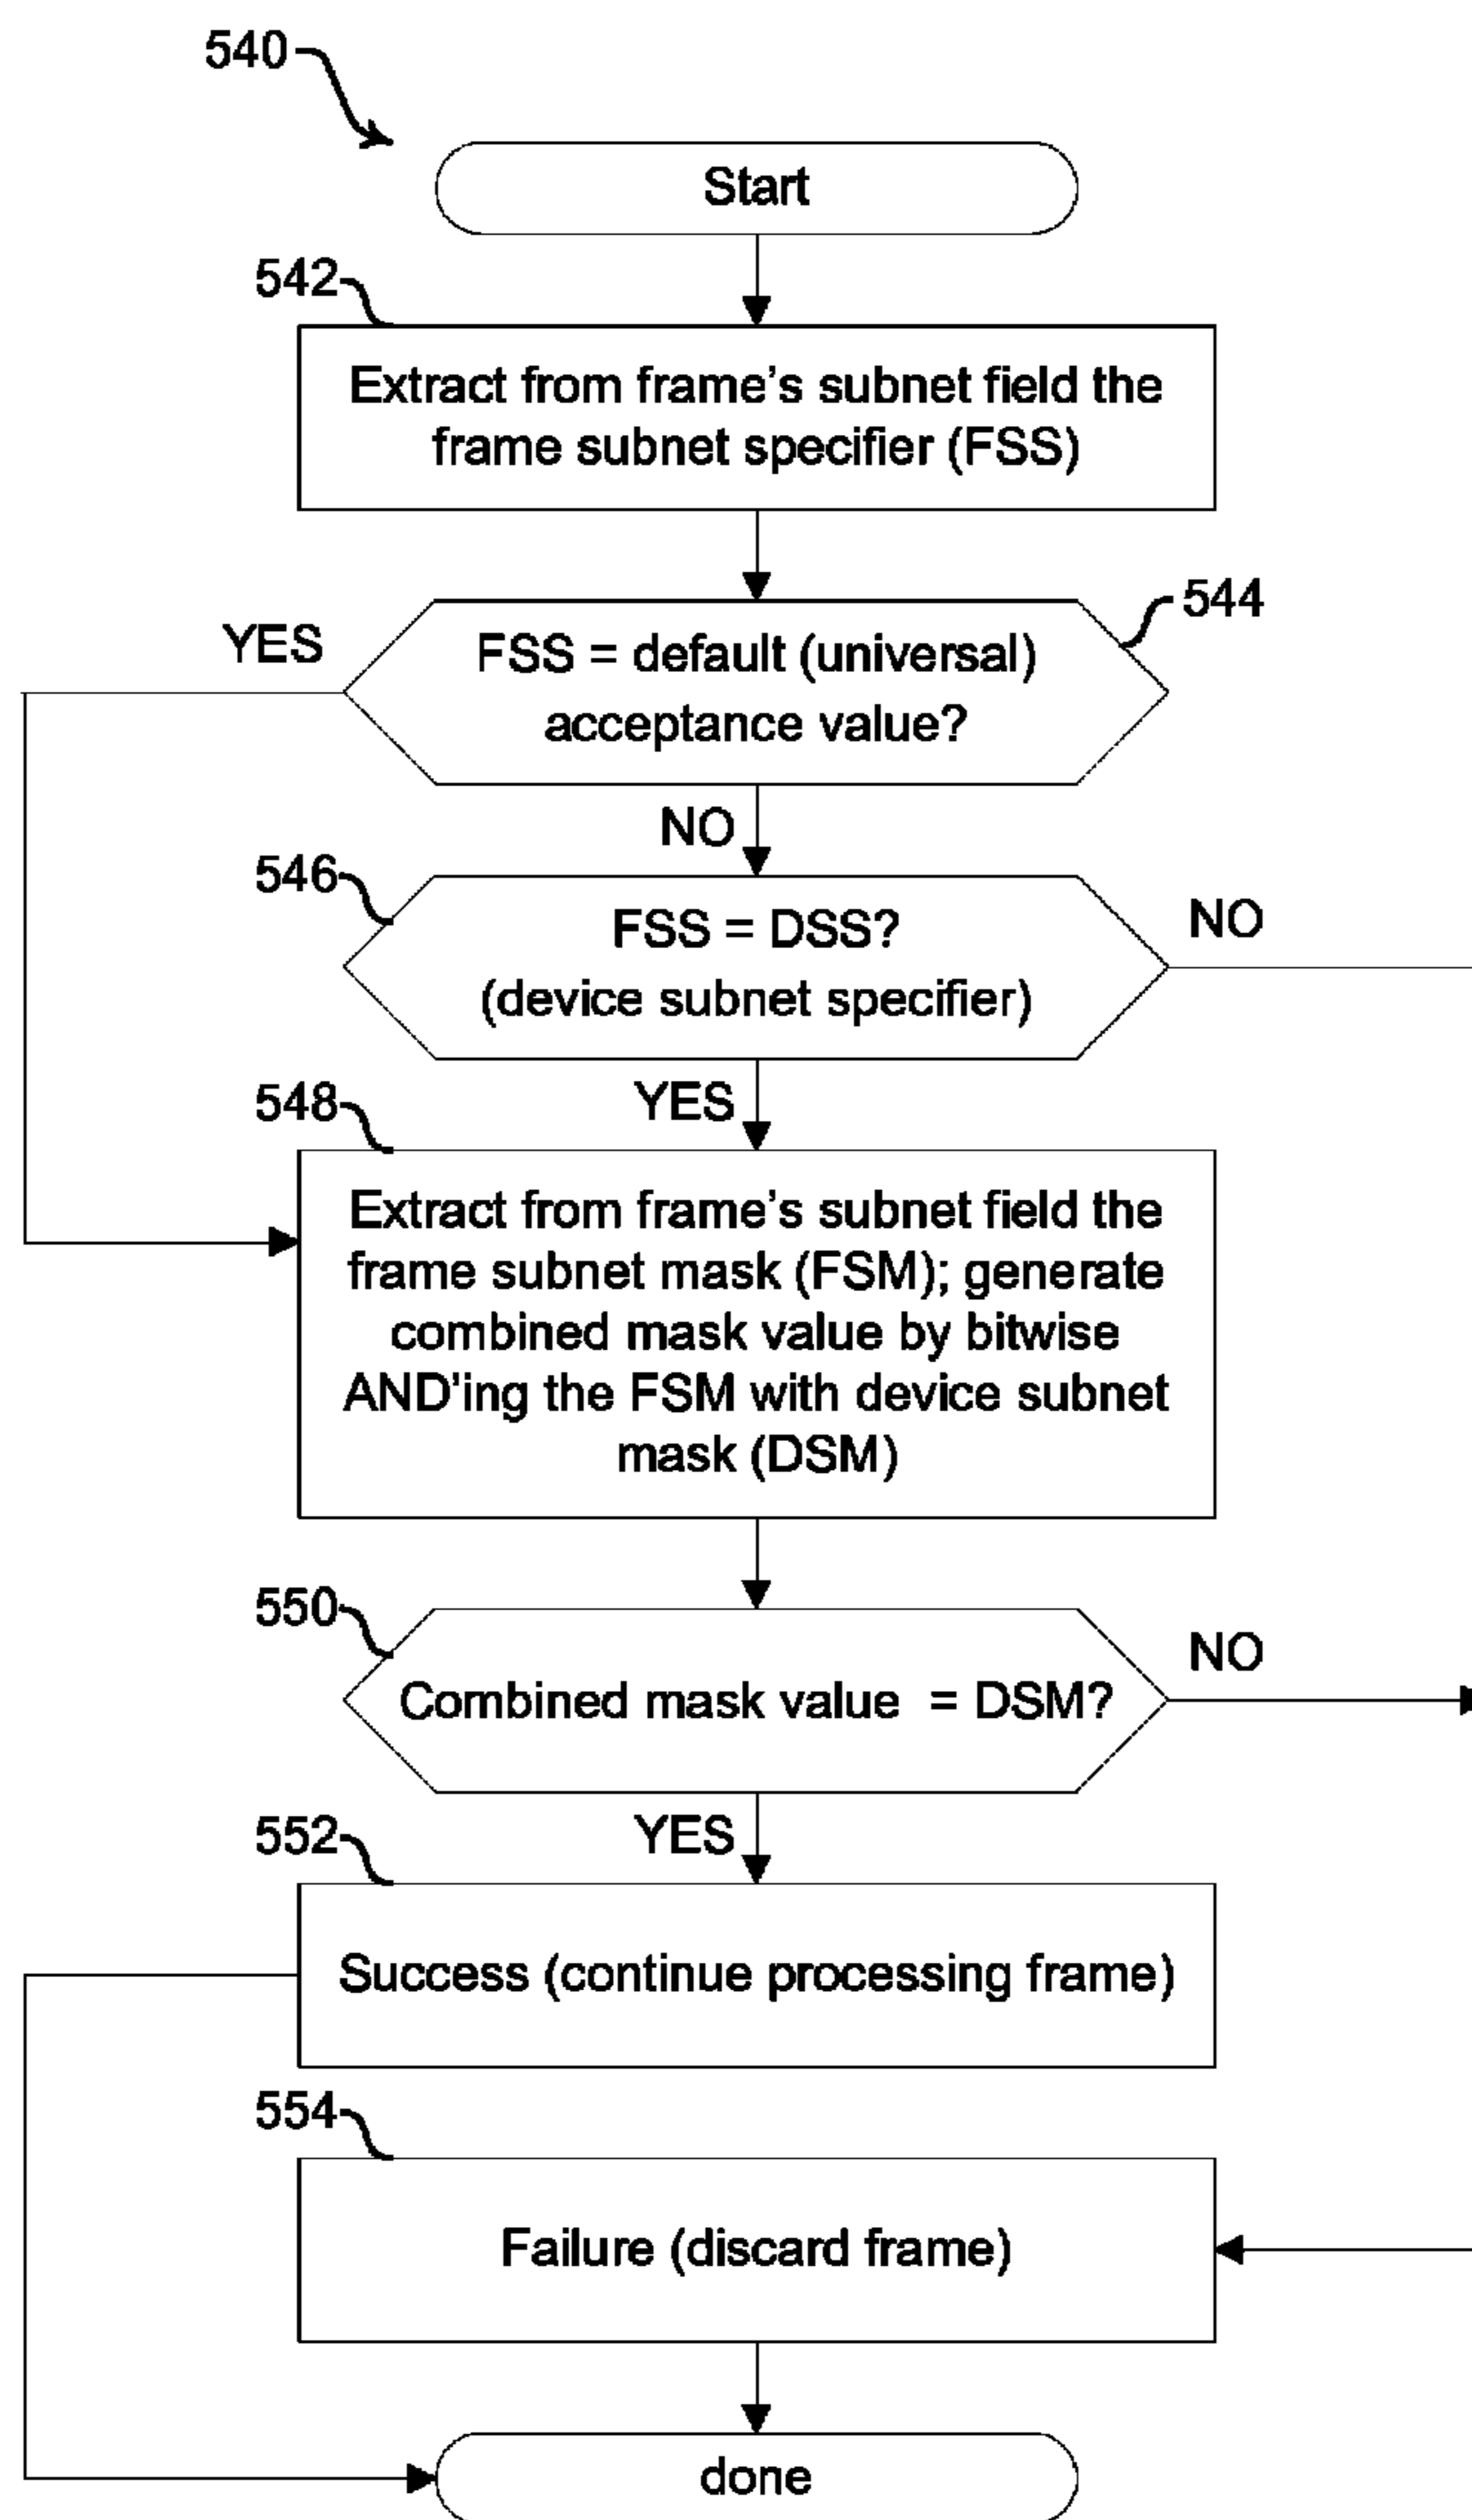 540
Start
542
Extract from frame's subnet field the
frame subnet specifier (FSS)
544
YES
FSS = default (universal)
acceptance value?
NO
546
FSS = DSS?
(device subnet specifier)
NO
YES
548
Extract from frame's subnet field the
frame subnet mask (FSM); generate
combined mask value by bitwise
AND'ing the FSM with device subnet
mask (DSM)
550
Combined mask value = DSM?
NO
YES
552
Success (continue processing frame)
554
Failure (discard frame)
done